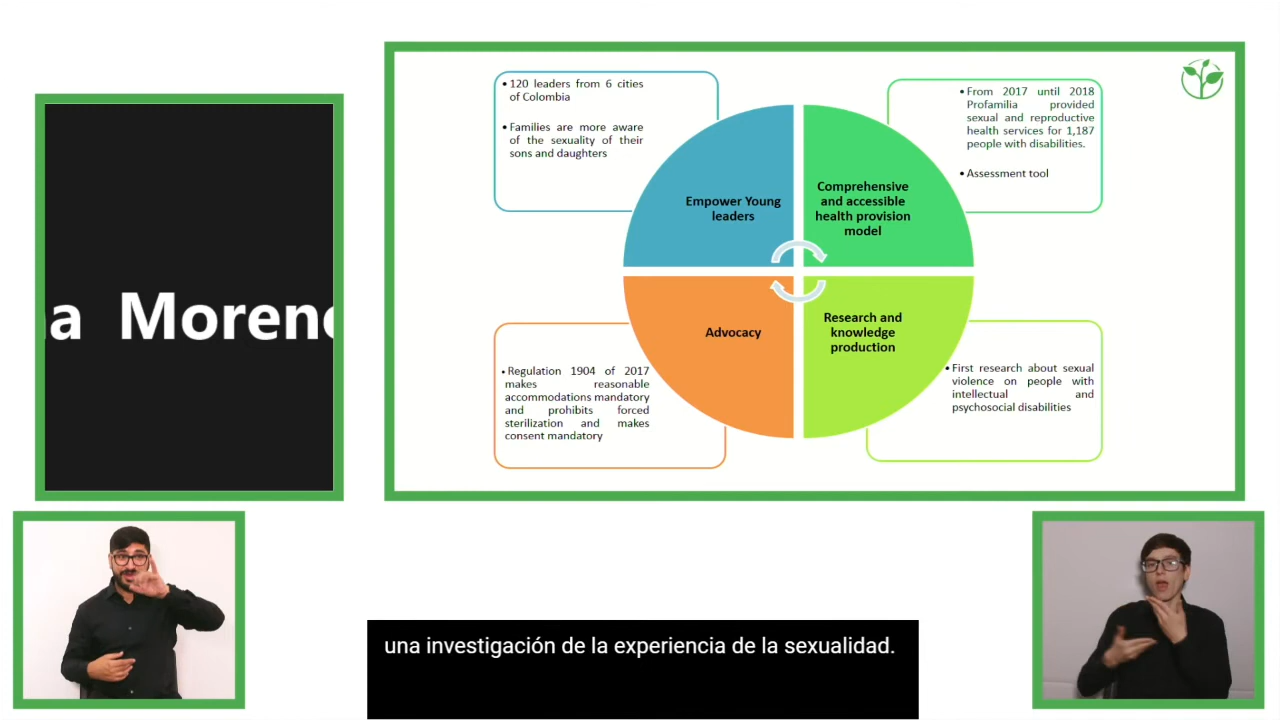 • 120 leaders from 6 cities
of Colombia
• Families are more aware
of the sexuality of their
sons and daughters
• From 2017 until 2018
Profamilia provided
sexual and reproductive
health services for 1,187
people with disabilities.
• Assessment tool
Empower Young
leaders
Comprehensive
and accessible
health provision
model
a Moreno
Advocacy
Research and
knowledge
production
• Regulation 1904 of 2017
makes reasonable
accommodations mandatory
and prohibits forced
sterilization and makes
consent mandatory
• First research about sexual
violence on people with
intellectual and
psychosocial disabilities
una investigación de la experiencia de la sexualidad.